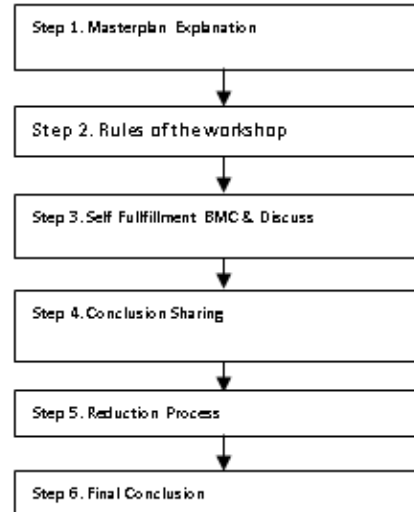 Step 1. Masterplan Explanation
Step 2. Rules of the workshop
Step 3. Self Fullfillment BMC & Discuss
Step 4. Conclusion Sharing
Step 5. Reduction Process
Step 6. Final Conclusion